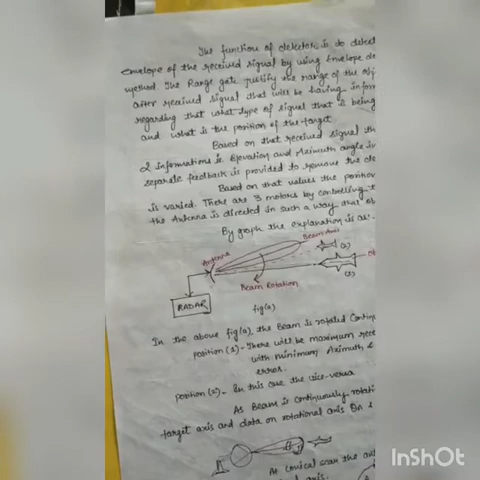 The function of detector is to detect
envelope of the received signal by using Envelope de
method. The Range gate justify the range of the obj
after received signal that will be having inform
regarding that what type of signal that is being
and what is the position of the target.
Based on that received signal th
2 informations ie Elevation and Azimuth angle
separate feedback is provided to remove the
Based on that values the position
is varied. There are 3 motors by controlling t
the Antenna is directed in such a way that ob
By graph the explanation is as:-
Beam Axis
Antenna
(2)
(1)
Beam Rotation
RADAR
fig(a)
In the above fig(a), the Beam is rotated Contin
position (1) - There will be maximum rece
with minimum Azimuth &
error.
position (2) - In this case the vice-versa
As Beam is continuously rotati
target axis and data on rotational axis
At conical scan the an
axis.
InShOt